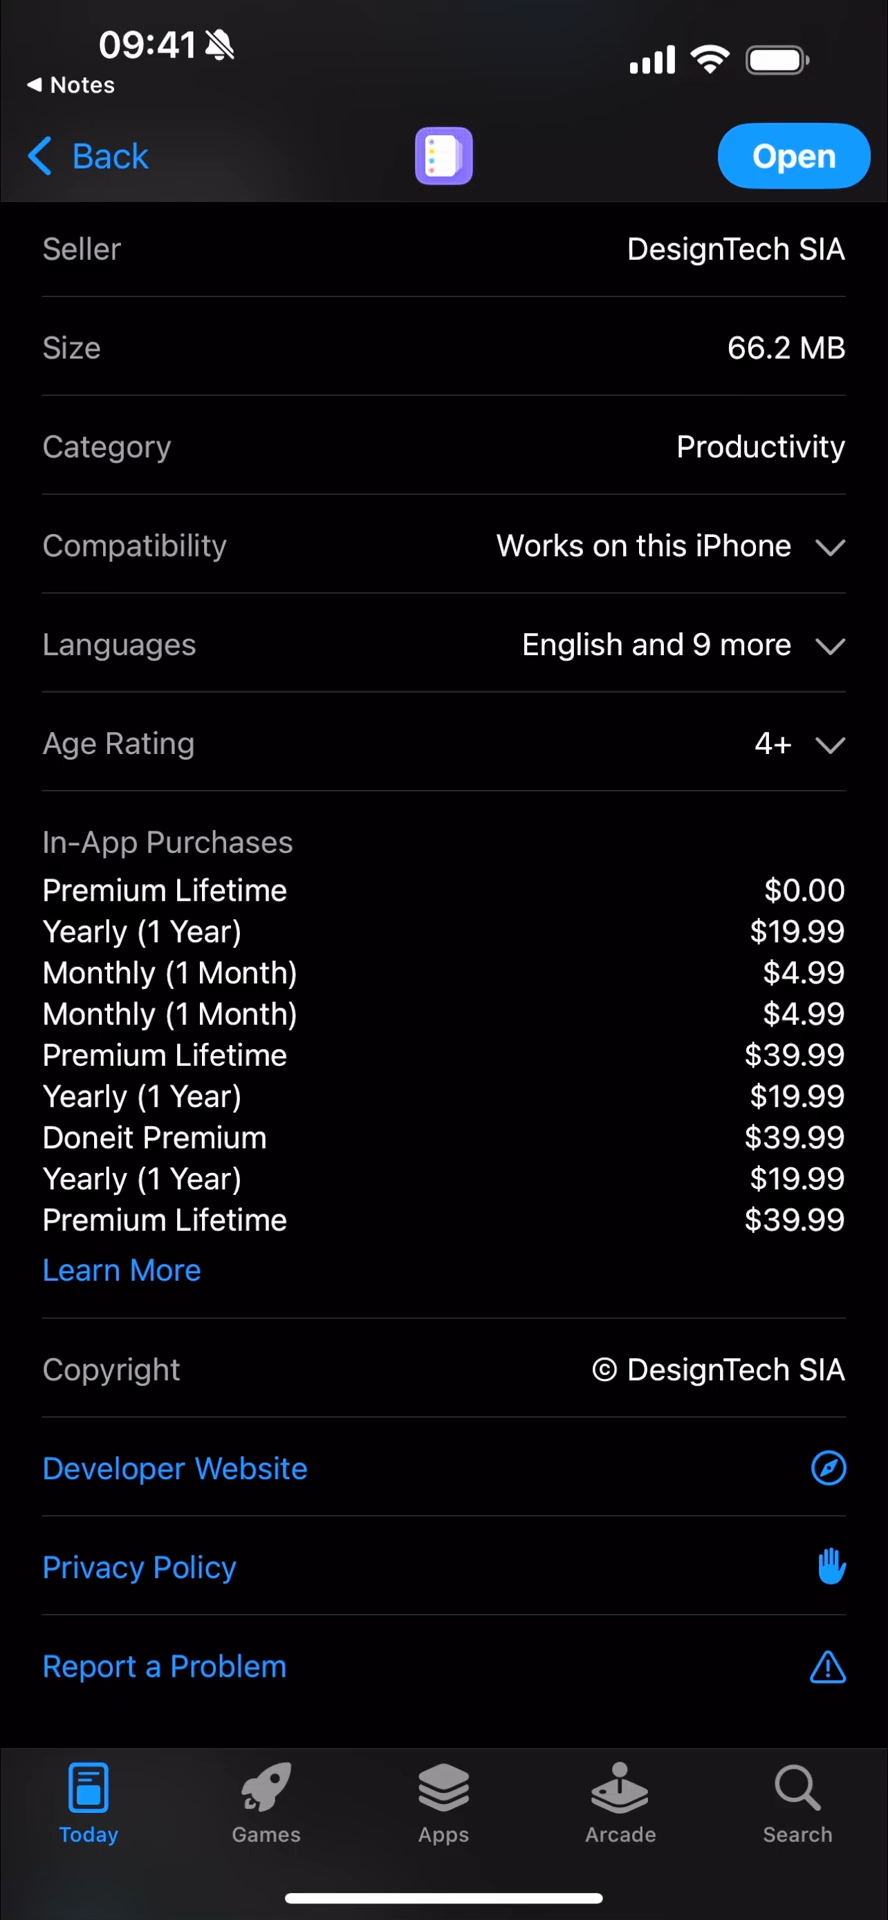 09:41
◀ Notes
Back
Open
Seller DesignTech SIA
Size 66.2 MB
Category Productivity
Compatibility Works on this iPhone
Languages English and 9 more
Age Rating 4+
In-App Purchases
Premium Lifetime $0.00
Yearly (1 Year) $19.99
Monthly (1 Month) $4.99
Monthly (1 Month) $4.99
Premium Lifetime $39.99
Yearly (1 Year) $19.99
Doneit Premium $39.99
Yearly (1 Year) $19.99
Premium Lifetime $39.99
Learn More
Copyright © DesignTech SIA
Developer Website
Privacy Policy
Report a Problem
Today Games Apps Arcade Search